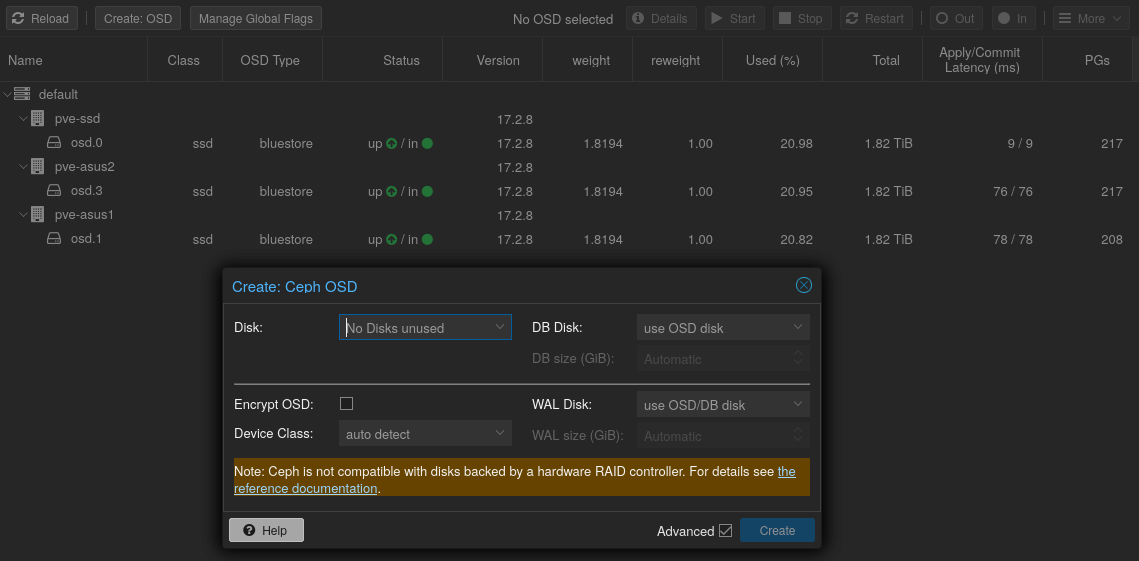 Reload Create: OSD Manage Global Flags No OSD selected Details Start Stop Restart Out In More
Name Class OSD Type Status Version weight reweight Used (%) Total Apply/Commit Latency (ms) PGs
default
pve-ssd 17.2.8
osd.0 ssd bluestore up / in 17.2.8 1.8194 1.00 20.98 1.82 TiB 9 / 9 217
pve-asus2 17.2.8
osd.3 ssd bluestore up / in 17.2.8 1.8194 1.00 20.95 1.82 TiB 76 / 76 217
pve-asus1 17.2.8
osd.1 ssd bluestore up / in 17.2.8 1.8194 1.00 20.82 1.82 TiB 78 / 78 208
Create: Ceph OSD
Disk: No Disks unused DB Disk: use OSD disk
DB size (GiB): Automatic
Encrypt OSD: WAL Disk: use OSD/DB disk
Device Class: auto detect WAL size (GiB): Automatic
Note: Ceph is not compatible with disks backed by a hardware RAID controller. For details see the
reference documentation.
Help Advanced Create